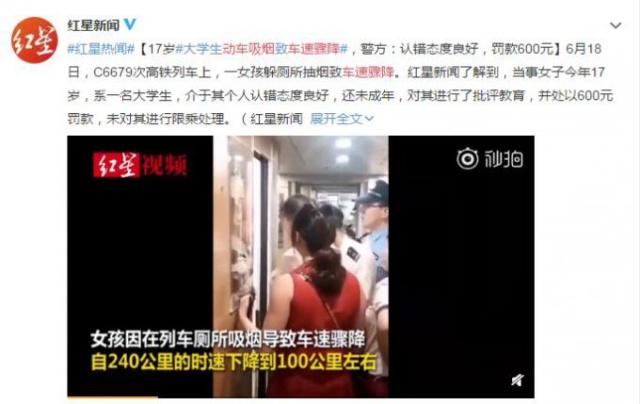 红星新闻
红星
#红星热闻#【17岁#大学生动车吸烟致车速骤降#，警方：认错态度良好，罚款600元】6月18
日，C6679次高铁列车上，一女孩躲厕所抽烟致车速骤降。红星新闻了解到，当事女子今年17
岁，系一名大学生，介于其个人认错态度良好，还未成年，对其进行了批评教育，并处以600元
罚款，未对其进行限乘处理。（红星新闻 展开全文
红星视频
秒拍
女孩因在列车厕所吸烟导致车速骤降
自240公里的时速下降到100公里左右